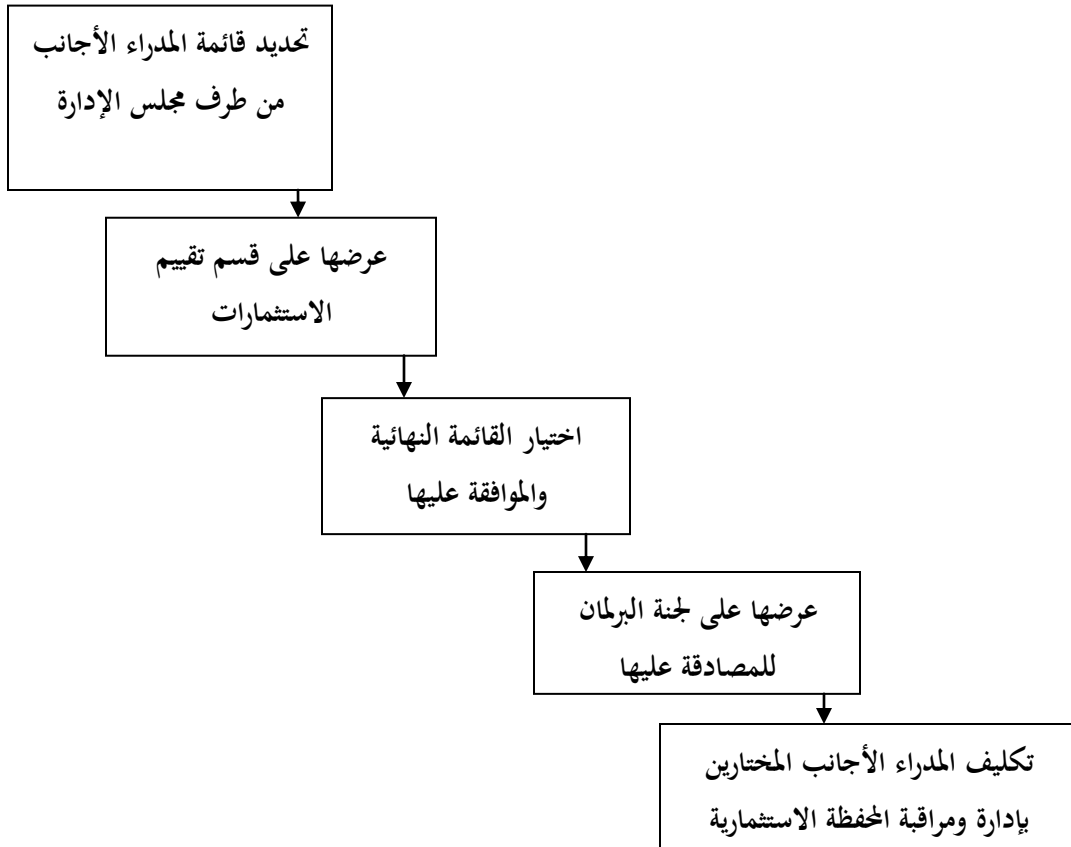 تحديد قائمة المدراء الأجانب
من طرف مجلس الإدارة
عرضها على قسم تقييم
الاستثمارات
اختيار القائمة النهائية
والموافقة عليها
عرضها على لجنة البرلمان
للمصادقة عليها
تكليف المدراء الأجانب المختارين
بإدارة ومراقبة المحفظة الاستثمارية